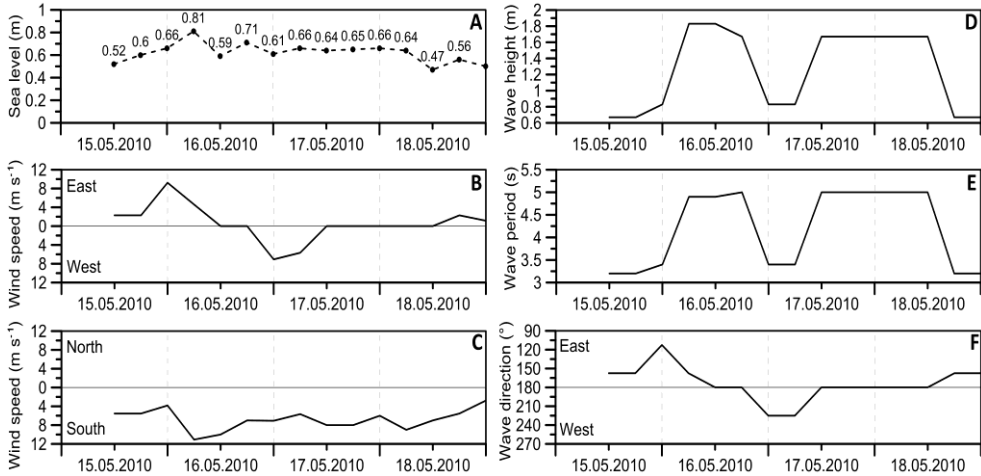 A
Sea level (m)
1
0.8
0.6
0.4
0.2
0
0.52
0.6
0.66
0.81
0.59
0.71
0.61
0.66
0.64
0.65
0.66
0.64
0.47
0.56
15.05.2010 16.05.2010 17.05.2010 18.05.2010
B
Wind speed (m s⁻¹)
12
8
4
0
4
8
12
East
West
15.05.2010 16.05.2010 17.05.2010 18.05.2010
C
Wind speed (m s⁻¹)
12
8
4
0
4
8
12
North
South
15.05.2010 16.05.2010 17.05.2010 18.05.2010
D
Wave height (m)
2
1.8
1.6
1.4
1.2
1
0.8
0.6
15.05.2010 16.05.2010 17.05.2010 18.05.2010
E
Wave period (s)
5.5
5
4.5
4
3.5
3
15.05.2010 16.05.2010 17.05.2010 18.05.2010
F
Wave direction (°)
90
120
150
180
210
240
270
East
West
15.05.2010 16.05.2010 17.05.2010 18.05.2010